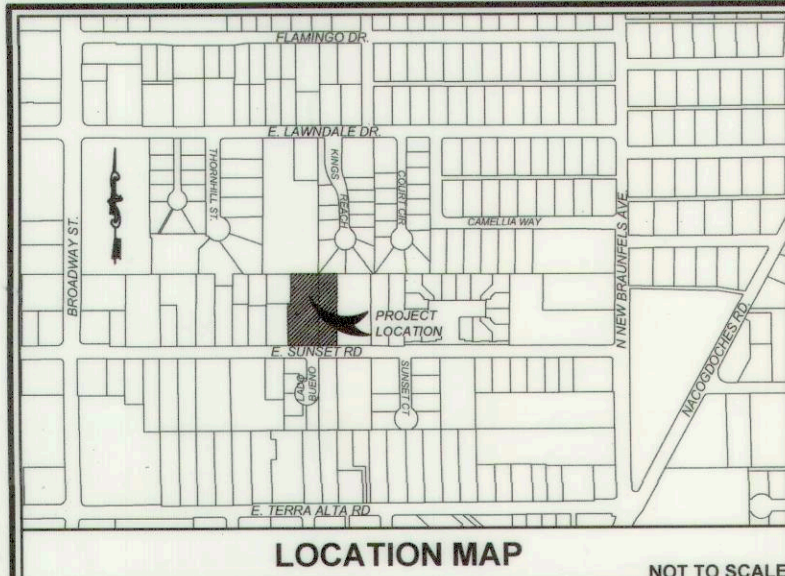 FLAMINGO DR.
E. LAWNDALE DR.
THORNHILL ST.
KINGS
REACH
COURT CIR
CAMELLIA WAY
BROADWAY ST.
N NEW BRAUNFELS AVE.
PROJECT
LOCATION
NACOGDOCHES RD.
E. SUNSET RD
LADO
BUENO
SUNSET CT
E. TERRA ALTA RD
LOCATION MAP
NOT TO SCALE